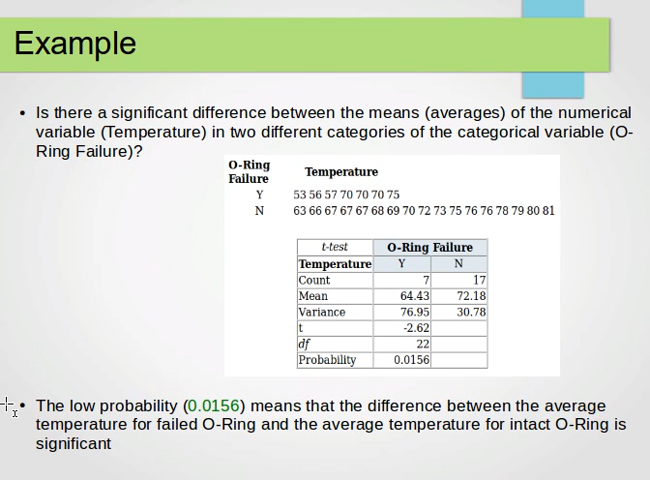 Example
• Is there a significant difference between the means (averages) of the numerical
variable (Temperature) in two different categories of the categorical variable (O-
Ring Failure)?
O-Ring Failure Temperature
Y 53 56 57 70 70 70 75
N 63 66 67 67 67 68 69 70 72 73 75 76 76 78 79 80 81
t-test O-Ring Failure
Temperature Y N
Count 7 17
Mean 64.43 72.18
Variance 76.95 30.78
t -2.62
df 22
Probability 0.0156
• The low probability (0.0156) means that the difference between the average
temperature for failed O-Ring and the average temperature for intact O-Ring is
significant